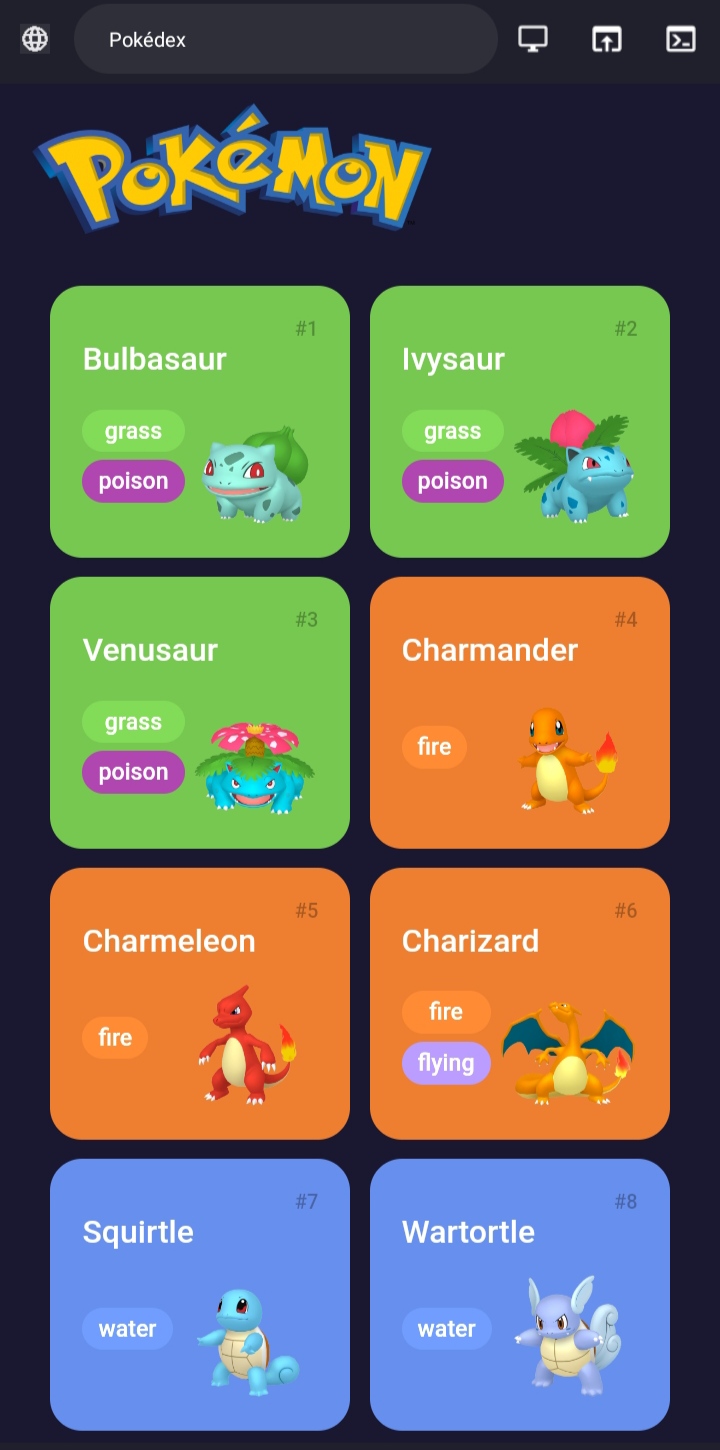 Pokédex
POKéMON
#1
Bulbasaur
grass
poison
#2
Ivysaur
grass
poison
#3
Venusaur
grass
poison
#4
Charmander
fire
#5
Charmeleon
fire
#6
Charizard
fire
flying
#7
Squirtle
water
#8
Wartortle
water